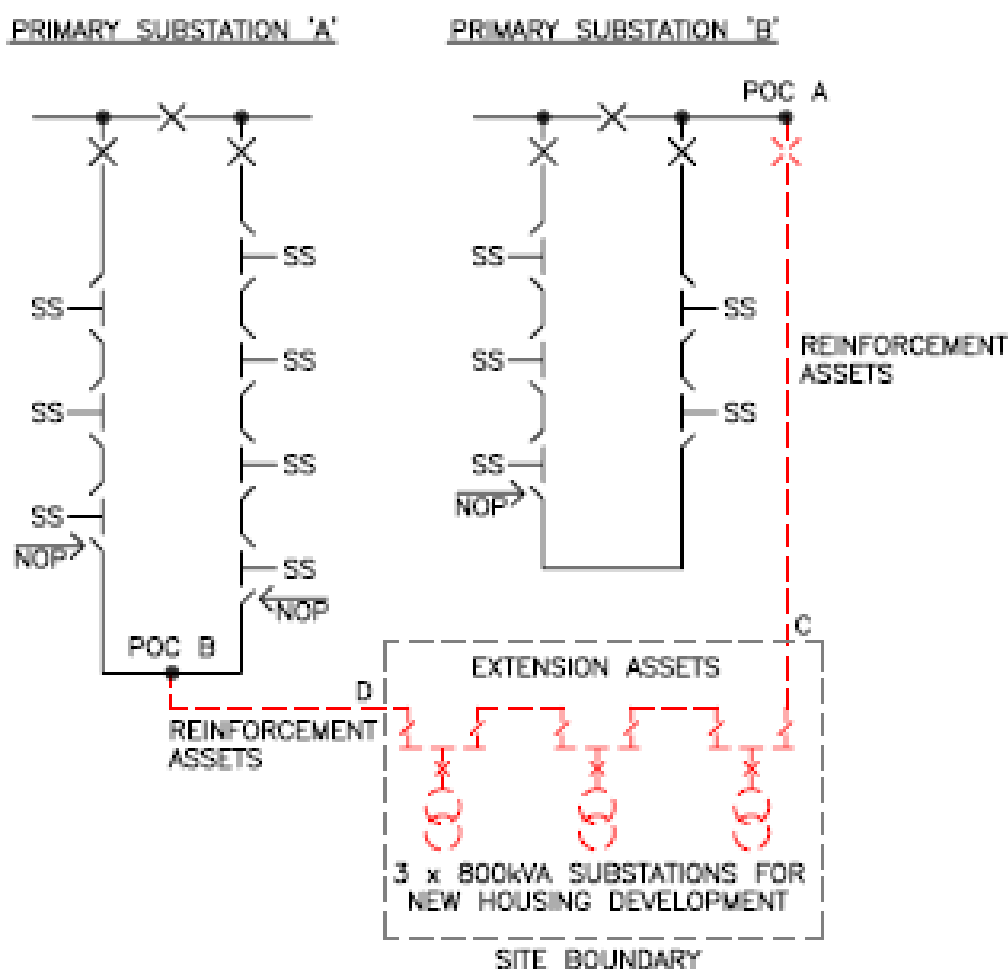 PRIMARY SUBSTATION 'A'
PRIMARY SUBSTATION 'B'
POC A
SS
SS
SS
SS
SS
SS
SS
NOP
SS
SS
SS
SS
SS
NOP
NOP
REINFORCEMENT
ASSETS
POC B
C
D
EXTENSION ASSETS
REINFORCEMENT
ASSETS
3 x 800kVA SUBSTATIONS FOR
NEW HOUSING DEVELOPMENT
SITE BOUNDARY